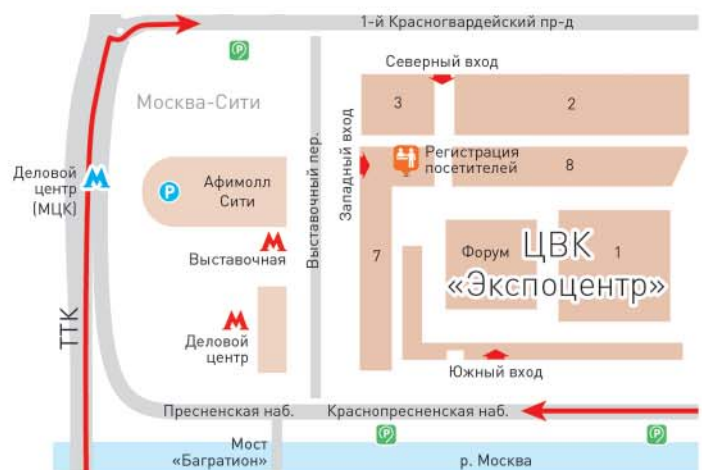 1-й Красногвардейский пр-д
P
Северный вход
Москва-Сити
3
2
Западный вход
Выставочный пер.
Регистрация
посетителей
8
Деловой
центр
(МЦК)
М
P
Афимолл
Сити
М
Выставочная
7
Форум
ЦВК
1
«Экспоцентр»
ТТК
М
Деловой
центр
Южный вход
Пресненская наб.
Краснопресненская наб.
P
P
Мост
«Багратион»
р. Москва